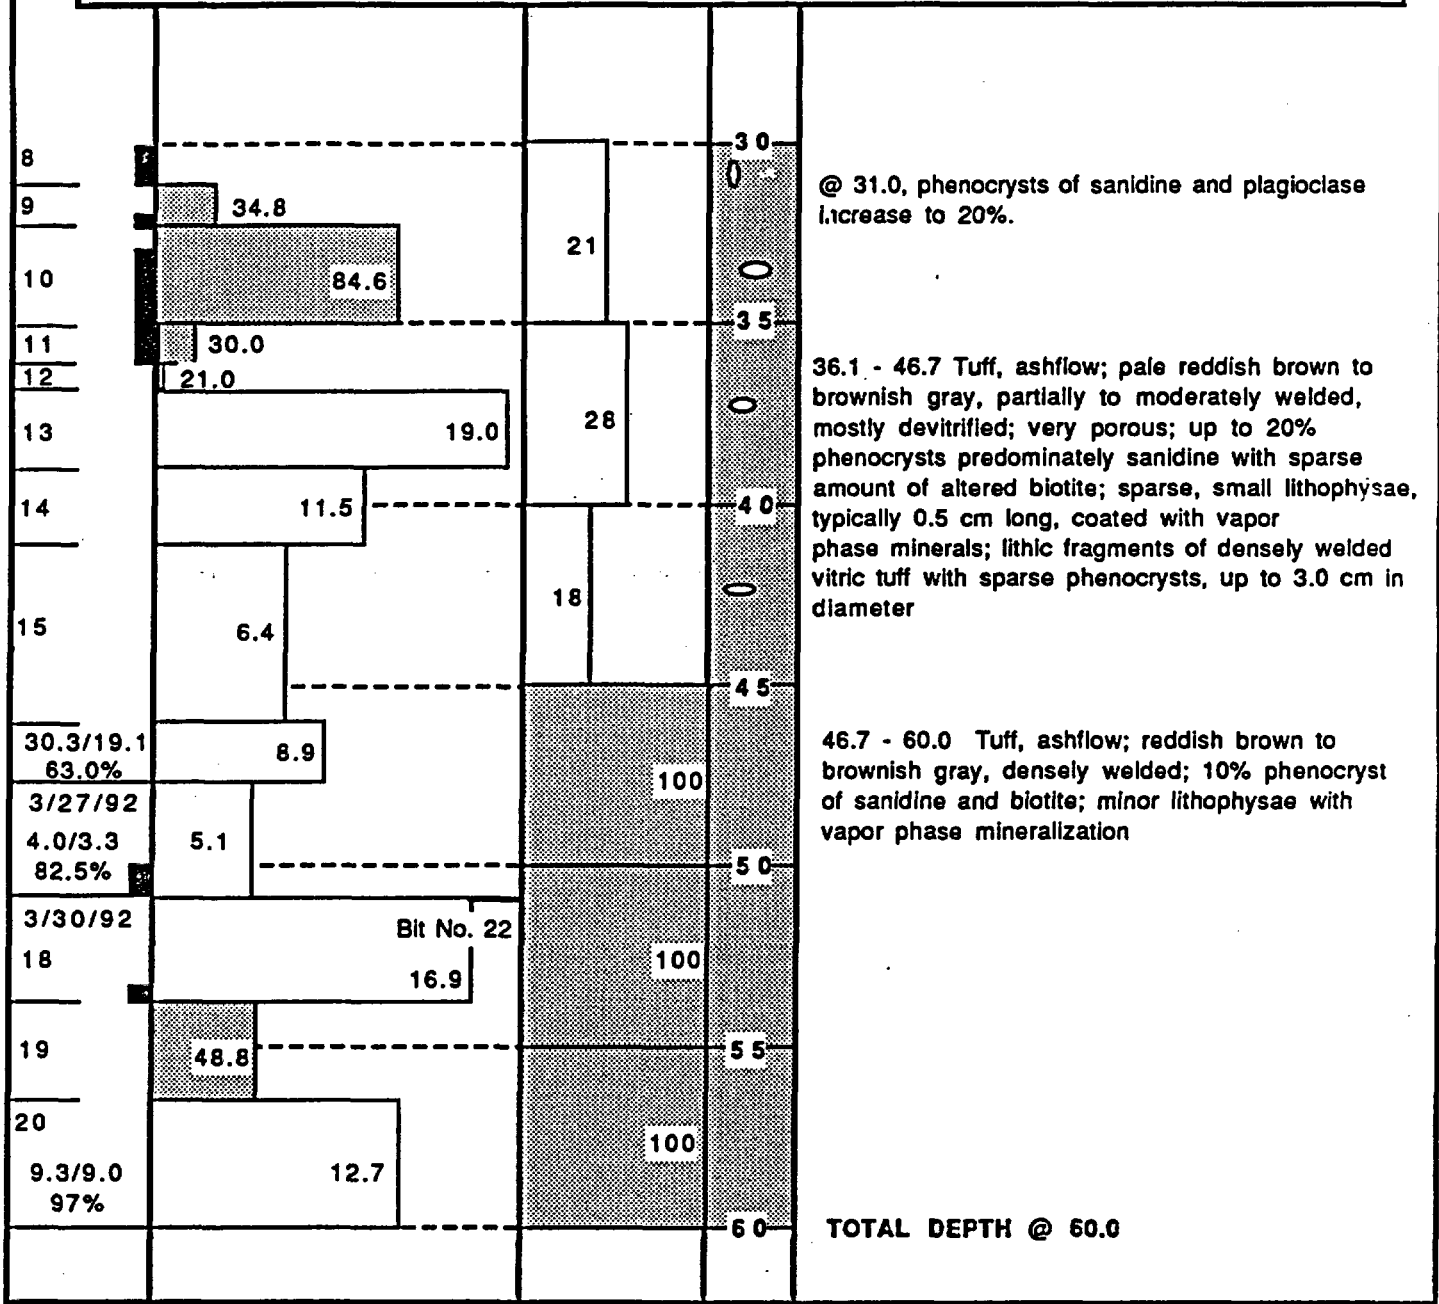 8
9
10
11
12
13
14
15
30.3/19.1
63.0%
3/27/92
4.0/3.3
82.5%
3/30/92
18
19
20
9.3/9.0
97%
34.8
84.6
30.0
21.0
19.0
11.5
6.4
8.9
5.1
Bit No. 22
16.9
48.8
12.7
21
28
18
100
100
100
30
35
40
45
50
55
60
@ 31.0, phenocrysts of sanidine and plagioclase
increase to 20%.
36.1 - 46.7 Tuff, ashflow; pale reddish brown to
brownish gray, partially to moderately welded,
mostly devitrified; very porous; up to 20%
phenocrysts predominately sanidine with sparse
amount of altered biotite; sparse, small lithophysae,
typically 0.5 cm long, coated with vapor
phase minerals; lithic fragments of densely welded
vitric tuff with sparse phenocrysts, up to 3.0 cm in
diameter
46.7 - 60.0 Tuff, ashflow; reddish brown to
brownish gray, densely welded; 10% phenocryst
of sanidine and biotite; minor lithophysae with
vapor phase mineralization
TOTAL DEPTH @ 60.0